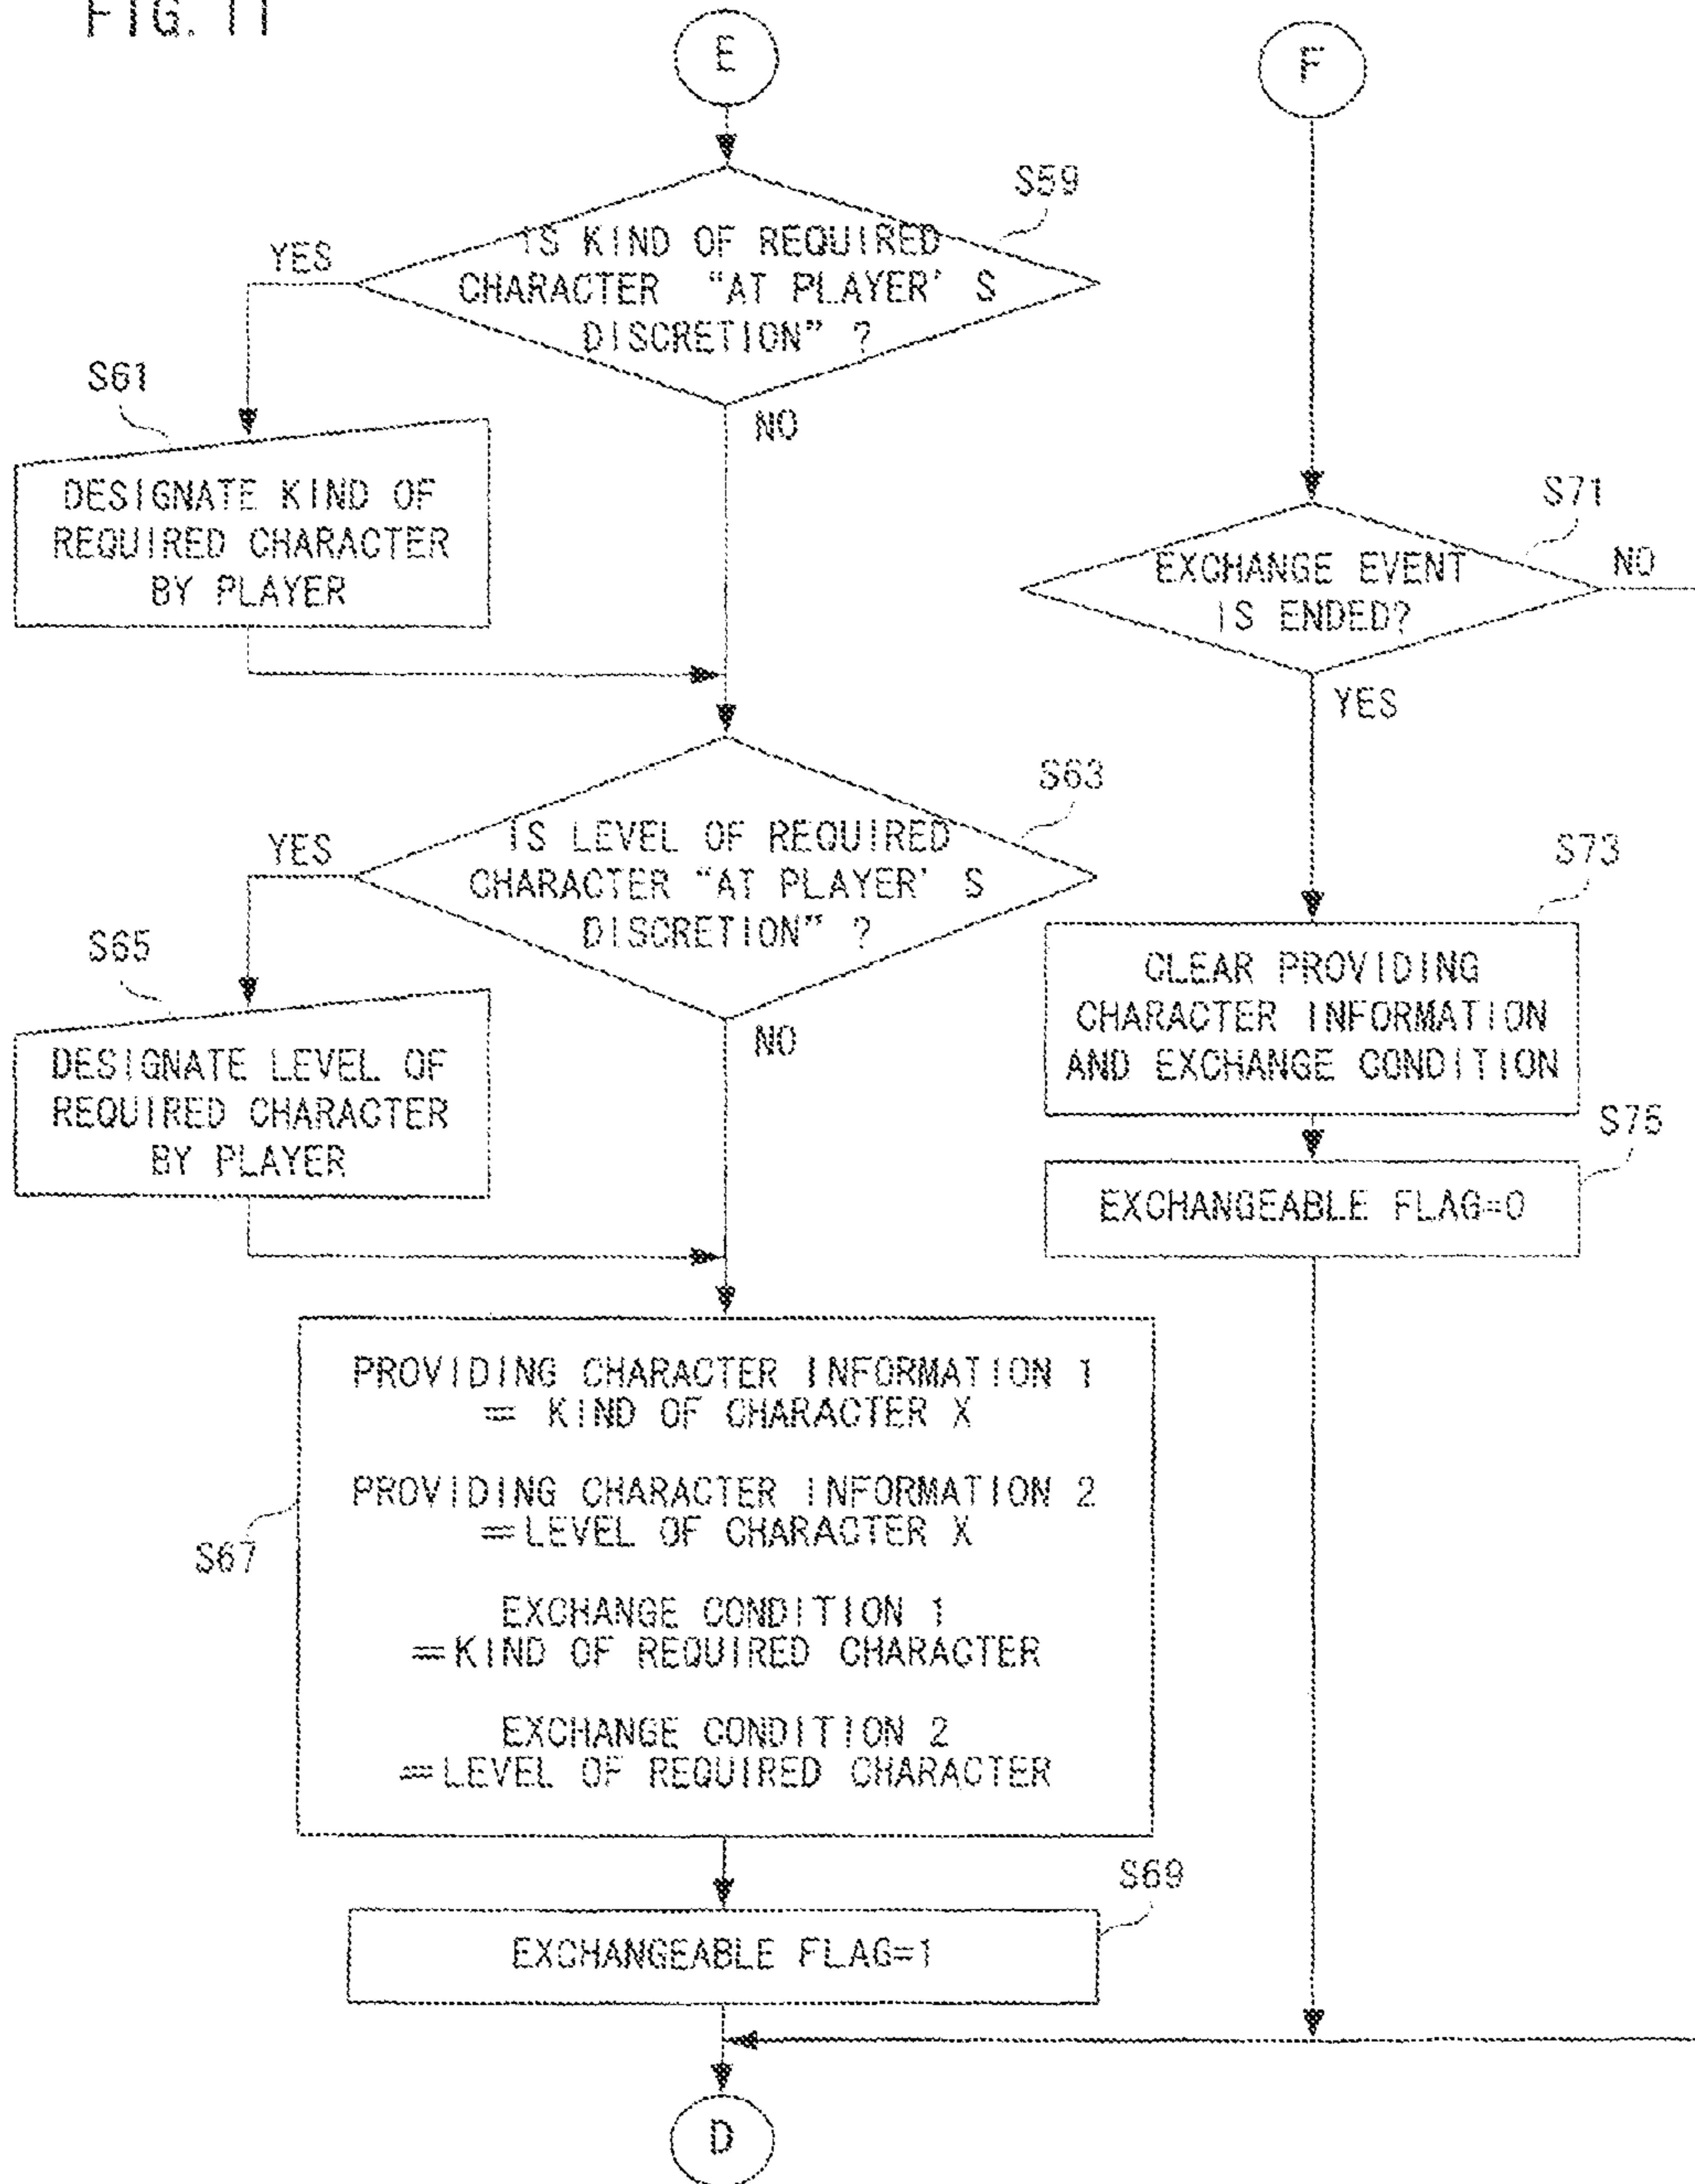 FIG. 11
E
F
S59
IS KIND OF REQUIRED
CHARACTER "AT PLAYER' S
DISCRETION" ?
YES
NO
S61
DESIGNATE KIND OF
REQUIRED CHARACTER
BY PLAYER
S71
EXCHANGE EVENT
IS ENDED?
NO
YES
S63
IS LEVEL OF REQUIRED
CHARACTER "AT PLAYER' S
DISCRETION" ?
YES
NO
S65
DESIGNATE LEVEL OF
REQUIRED CHARACTER
BY PLAYER
S73
CLEAR PROVIDING
CHARACTER INFORMATION
AND EXCHANGE CONDITION
S75
EXCHANGEABLE FLAG=0
S67
PROVIDING CHARACTER INFORMATION 1
= KIND OF CHARACTER X
PROVIDING CHARACTER INFORMATION 2
=LEVEL OF CHARACTER X
EXCHANGE CONDITION 1
=KIND OF REQUIRED CHARACTER
EXCHANGE CONDITION 2
=LEVEL OF REQUIRED CHARACTER
S69
EXCHANGEABLE FLAG=1
D